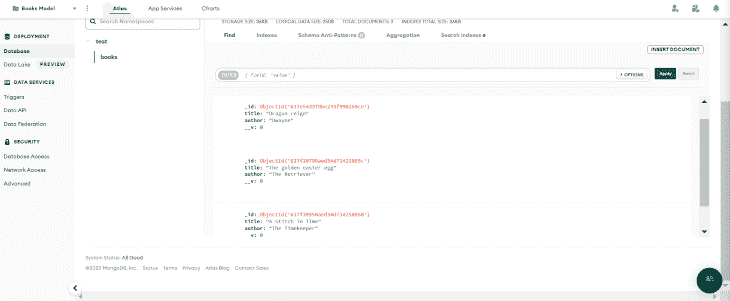 Books Model
Atlas
App Services
Charts
Search Namespaces
STORAGE SIZE: 36KB LOGICAL DATA SIZE: TOTAL DOCUMENTS: 3 INDEXES TOTAL SIZE: 36KB
DEPLOYMENT
Database
Data Lake PREVIEW
DATA SERVICES
Triggers
Data API
Data Federation
SECURITY
Database Access
Network Access
Advanced
test
books
Find Indexes Schema Anti-Patterns 0 Aggregation Search Indexes
INSERT DOCUMENT
FILTER { field: 'value' }
OPTIONS
Apply
Reset
_id: ObjectId(
title: "Drague reign"
author: "Dwayne"
__v: 0
_id: ObjectId(
title: "The golden easter egg"
author: "The Retriever"
__v: 0
_id: ObjectId(
title: "A Stitch in Time"
author: "The Timekeeper"
__v: 0
System Status: All Good
©2022 MongoDB, Inc. Status Terms Privacy Atlas Blog Contact Sales